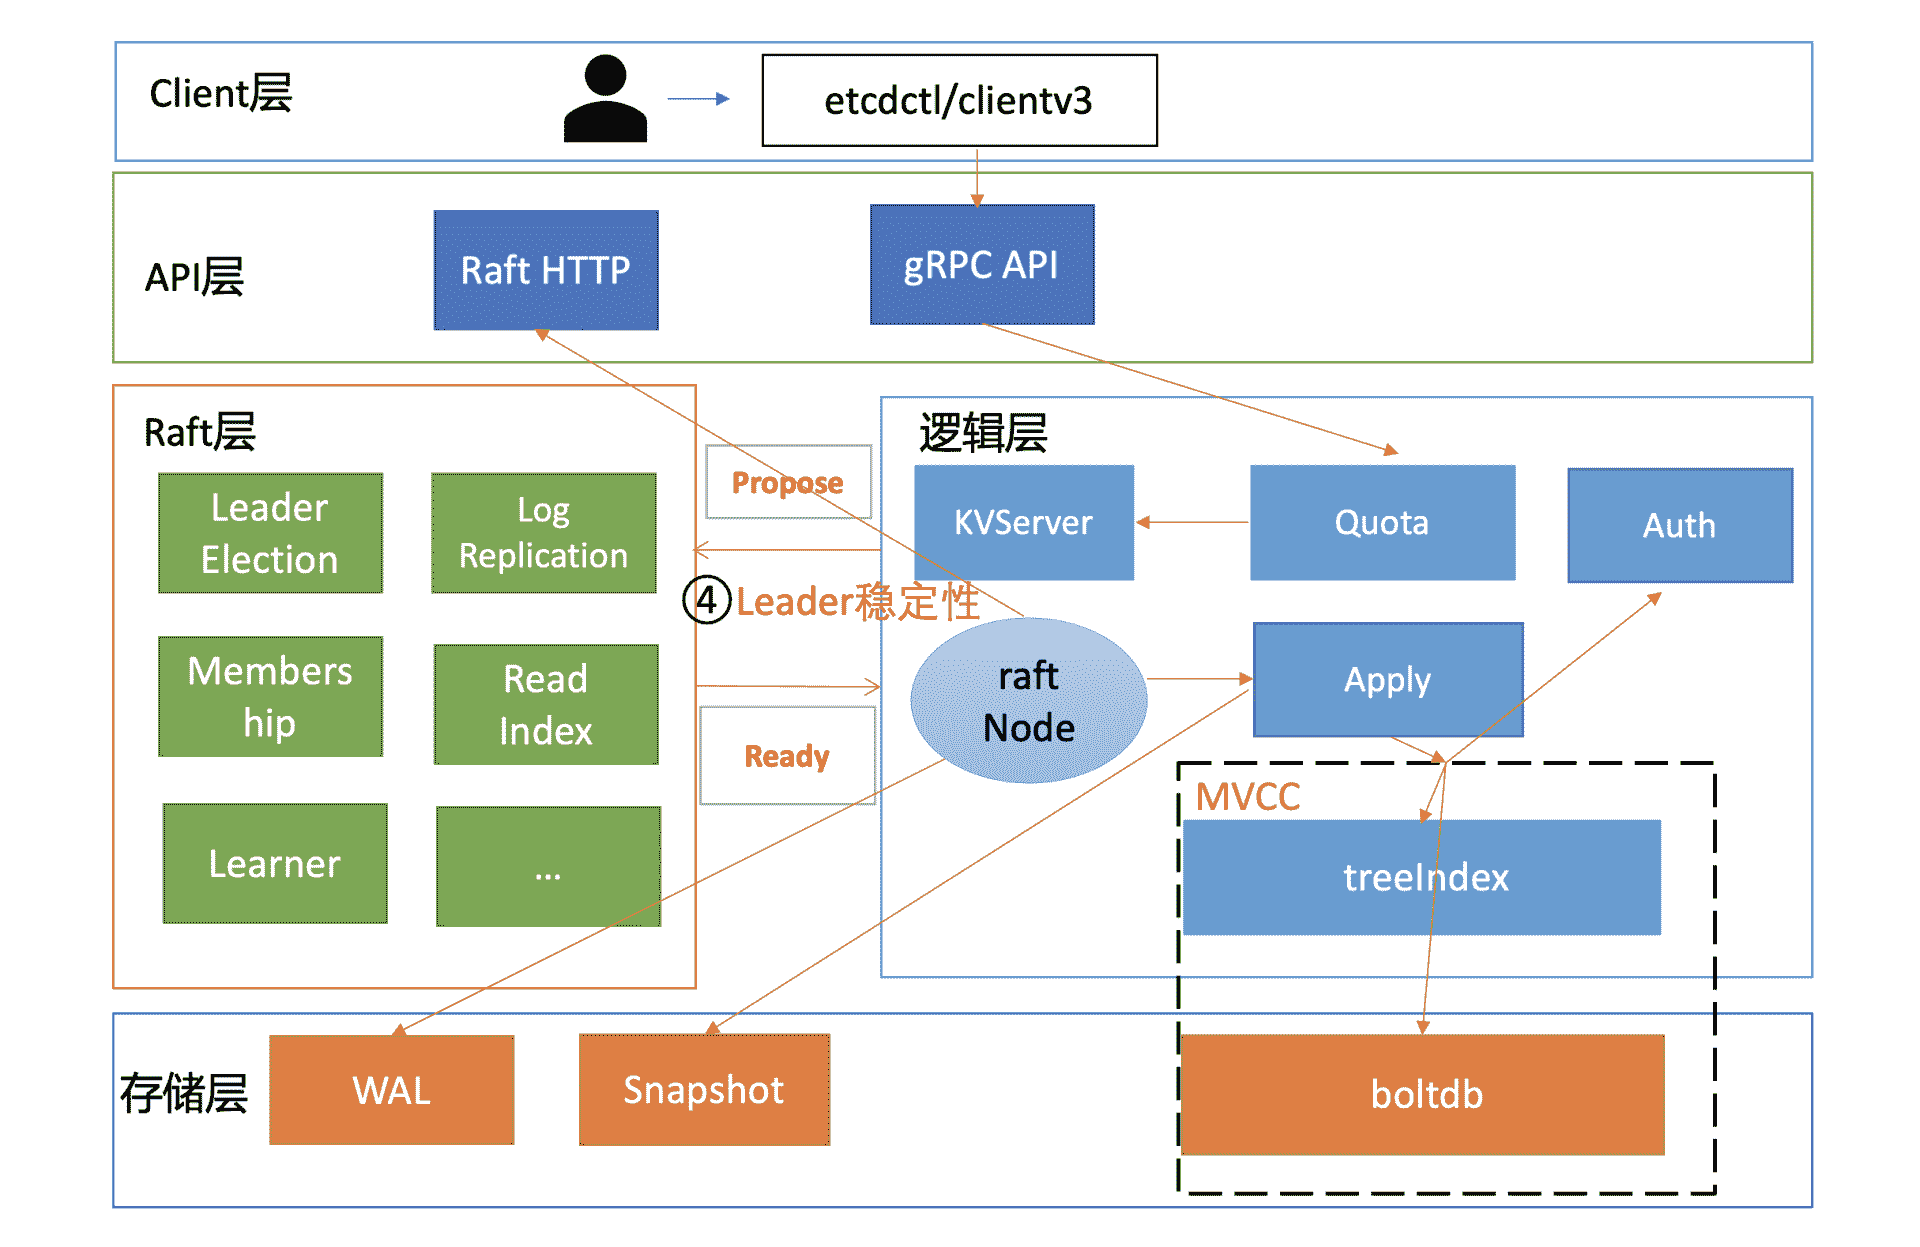 Client层
etcdctl/clientv3
API层
Raft HTTP
gRPC API
Raft层
Leader
Election
Log
Replication
Members
hip
Read
Index
Learner
...
Propose
④Leader稳定性
Ready
逻辑层
KVServer
Quota
Auth
raft
Node
Apply
MVCC
treeIndex
存储层
WAL
Snapshot
boltdb